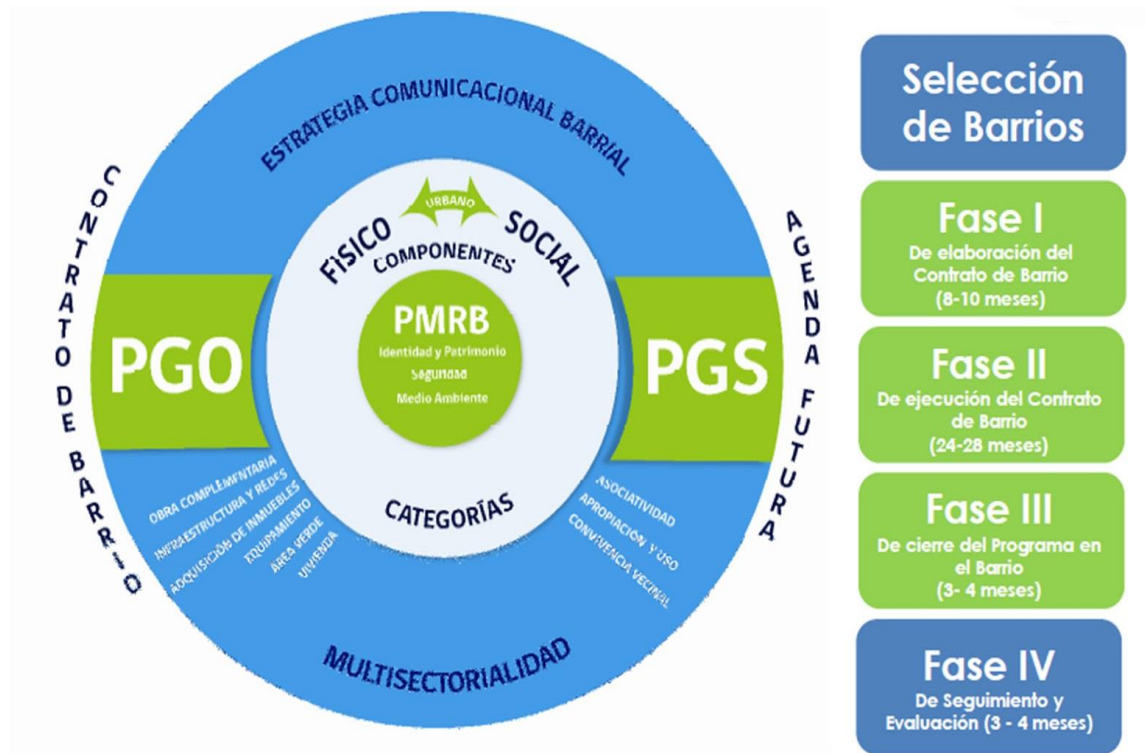 CONTRATO DE BARRIO
ESTRATEGIA COMUNICACIONAL BARRIAL
URBANO
FÍSICO
SOCIAL
COMPONENTES
PMRB
Identidad y Patrimonio
Seguridad
Medio Ambiente
PGO
PGS
CATEGORÍAS
OBRA COMPLEMENTARIA
INFRAESTRUCTURA Y REDES
ADQUISICIÓN DE INMUEBLES
EQUIPAMIENTO
AREA VERDE
VIVIENDA
ASOCIATIVIDAD
APROPIACIÓN Y USO
CONVIVENCIA VECINAL
MULTISECTORIALIDAD
AGENDA FUTURA
Selección
de Barrios
Fase I
De elaboración del
Contrato de Barrio
(8-10 meses)
Fase II
De ejecución del Contrato
de Barrio
(24-28 meses)
Fase III
De cierre del Programa en
el Barrio
(3- 4 meses)
Fase IV
De Seguimiento y
Evaluación (3 - 4 meses)